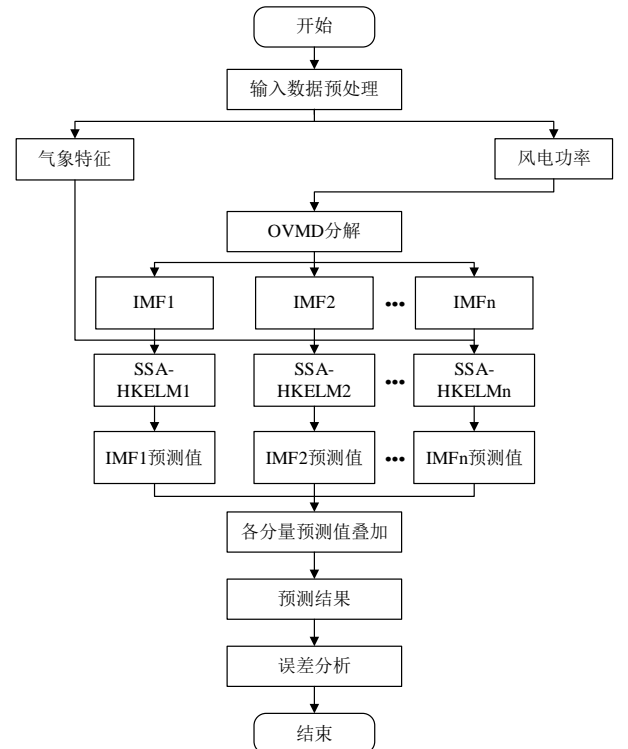 开始
输入数据预处理
气象特征
风电功率
OVMD分解
IMF1
IMF2
•••
IMFn
SSA-
HKELM1
SSA-
HKELM2
•••
SSA-
HKELMn
IMF1预测值
IMF2预测值
•••
IMFn预测值
各分量预测值叠加
预测结果
误差分析
结束